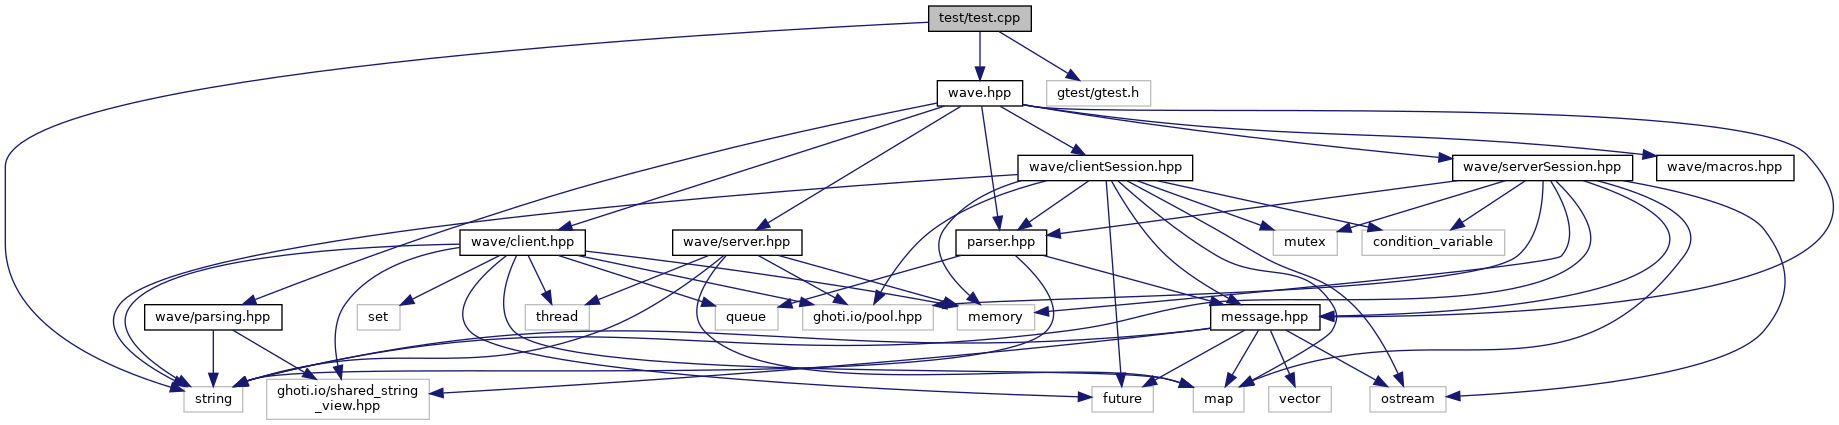 test/test.cpp
wave.hpp
gtest/gtest.h
wave/clientSession.hpp
wave/serverSession.hpp
wave/macros.hpp
wave/client.hpp
wave/server.hpp
parser.hpp
mutex
condition_variable
wave/parsing.hpp
set
thread
queue
ghoti.io/pool.hpp
memory
message.hpp
string
ghoti.io/shared_string
_view.hpp
future
map
vector
ostream